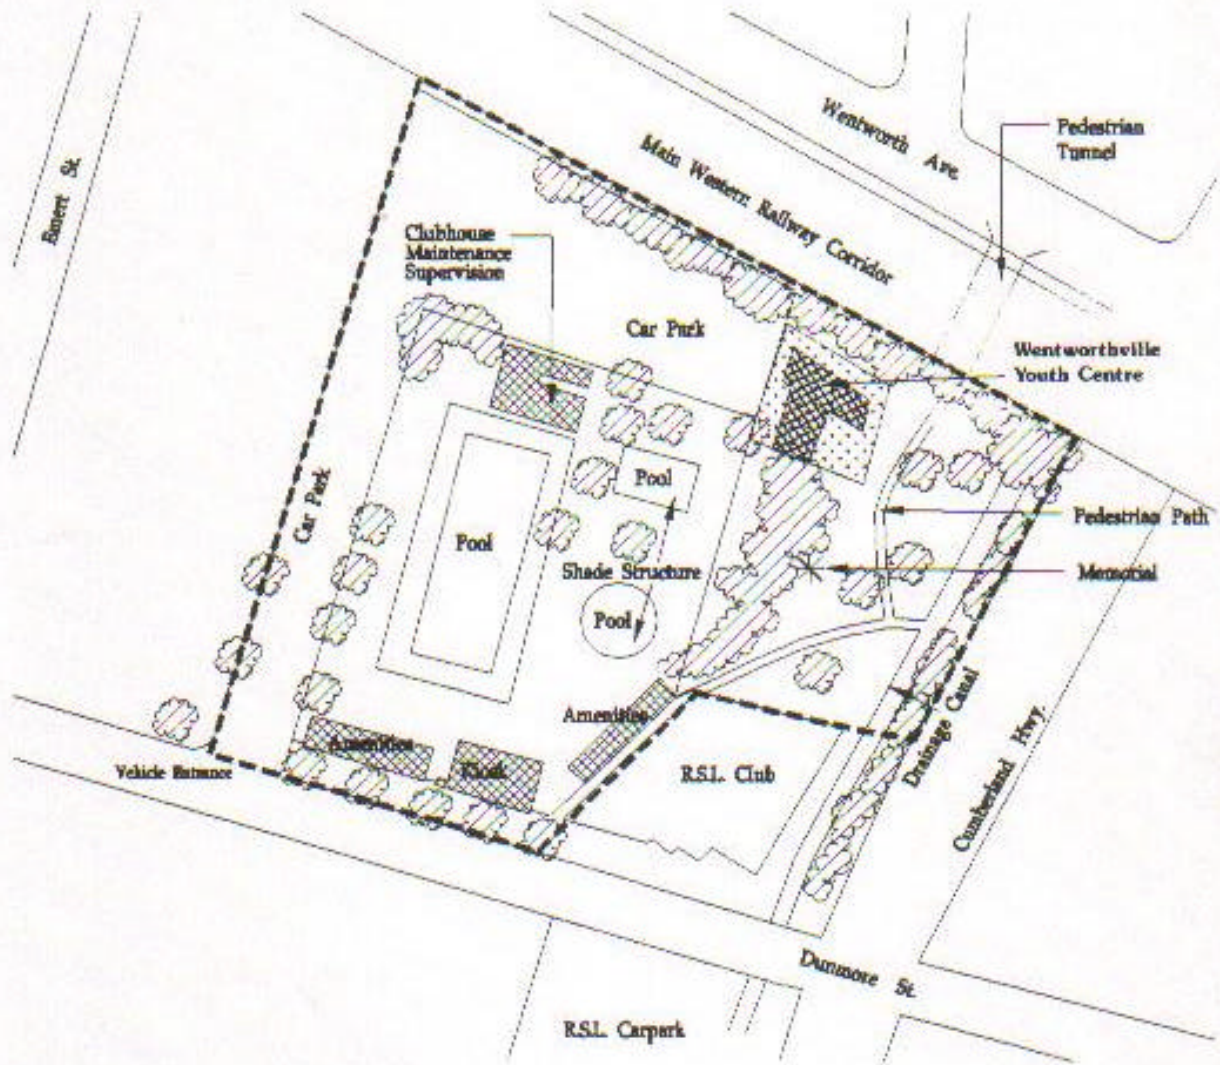 Wentworth Ave.
Pedestrian
Tunnel
Main Western Railway Corridor
Emert St.
Clubhouse
Maintenance
Supervision
Car Park
Wentworthville
Youth Centre
Car Park
Pool
Pool
Pedestrian Path
Shade Structure
Memorial
Pool
Amenities
Drainage Canal
Amenities
Kiosk
R.S.L. Club
Vehicle Entrance
Cumberland Hwy.
Dunmore St.
R.S.L. Carpark